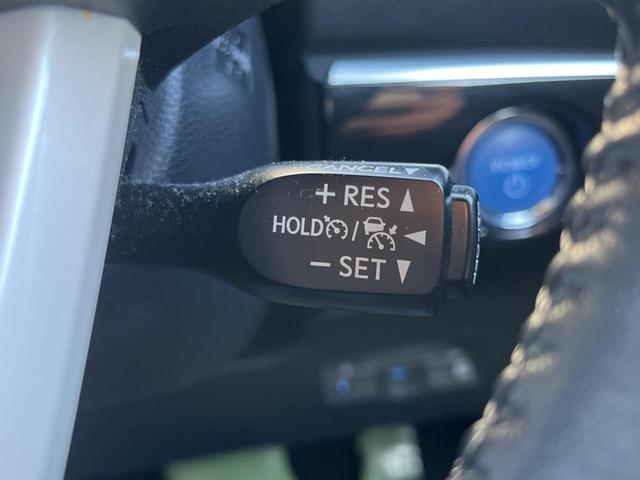 CANCEL▼
+ RES ▲
HOLD / ◀
− SET ▼